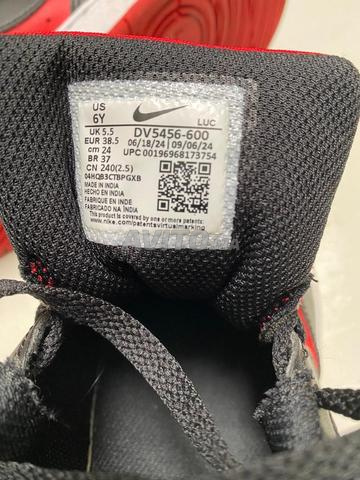 US
6Y
LUC
UK 5.5
EUR 38.5
cm 24
BR 37
CN 240(2.5)
DV5456-600
06/18/24 09/06/24
UPC 00196968173754
04HQB3CTBPGXB
MADE IN INDIA
HECHO EN INDIA
FABRIQUE EN INDE
FABRICADO NA ÍNDIA
This product is covered by one or more patents:
www.nike.com/patentsvirtualmarking